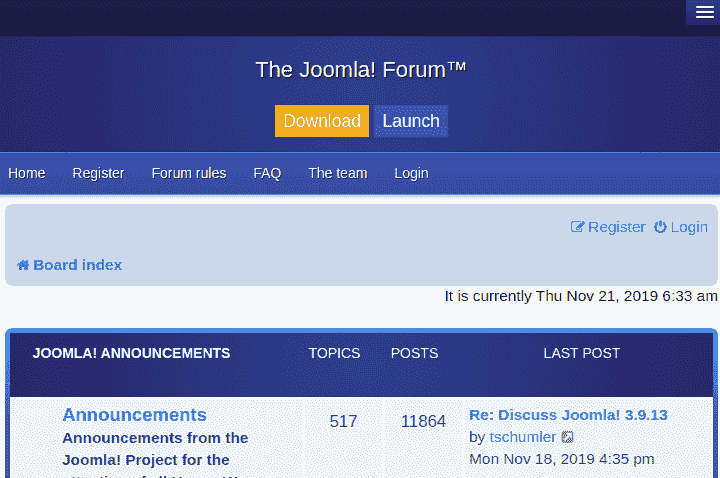 The Joomla! Forum™
Download Launch
Home Register Forum rules FAQ The team Login
Register Login
Board index
It is currently Thu Nov 21, 2019 6:33 am
JOOMLA! ANNOUNCEMENTS TOPICS POSTS LAST POST
Announcements 517 11864 Re: Discuss Joomla! 3.9.13
Announcements from the by tschumler
Joomla! Project for the Mon Nov 18, 2019 4:35 pm